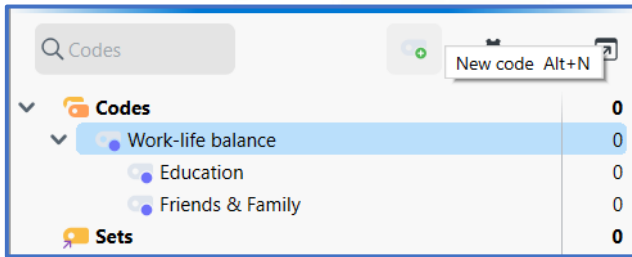 Codes
New code Alt+N
Codes 0
Work-life balance 0
Education 0
Friends & Family 0
Sets 0